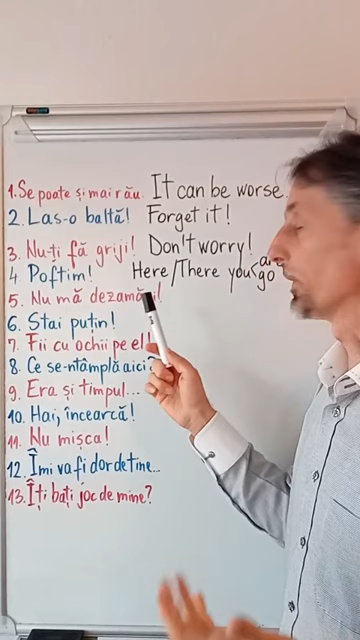 1. Se poate și mai rău. It can be worse
2. Las-o baltă! Forget it!
3. Nu-ți fă griji! Don't worry!
4 Poftim! Here/There you < are go
5. Nu mă !
6. Stai puțin!
7. Fii cu ochii pe el!
8. Ce se-ntâmplă aici?
9. Era și timpul...
10. Hai, încearcă!
11. Nu mișca!
12. Îmi va fi dor de tine...
13. Îți bați joc de mine?